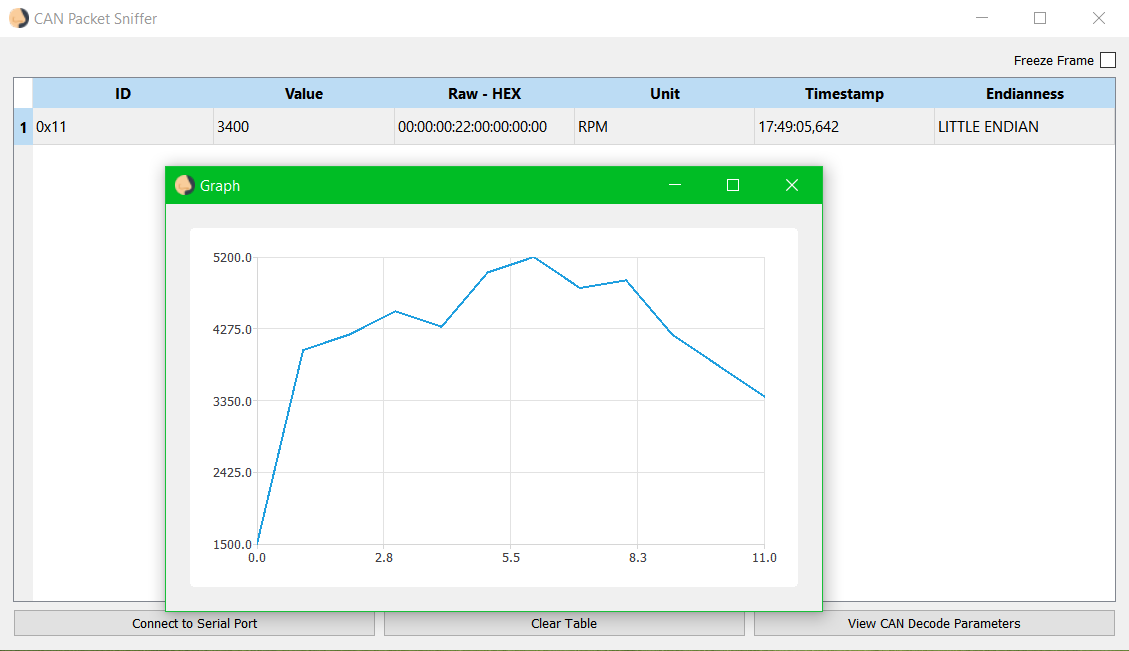 CAN Packet Sniffer
Freeze Frame
ID Value Raw - HEX Unit Timestamp Endianness
1 0x11 3400 00:00:00:22:00:00:00:00 RPM 17:49:05,642 LITTLE ENDIAN
Graph
5200.0
4275.0
3350.0
2425.0
1500.0
0.0 2.8 5.5 8.3 11.0
Connect to Serial Port Clear Table View CAN Decode Parameters